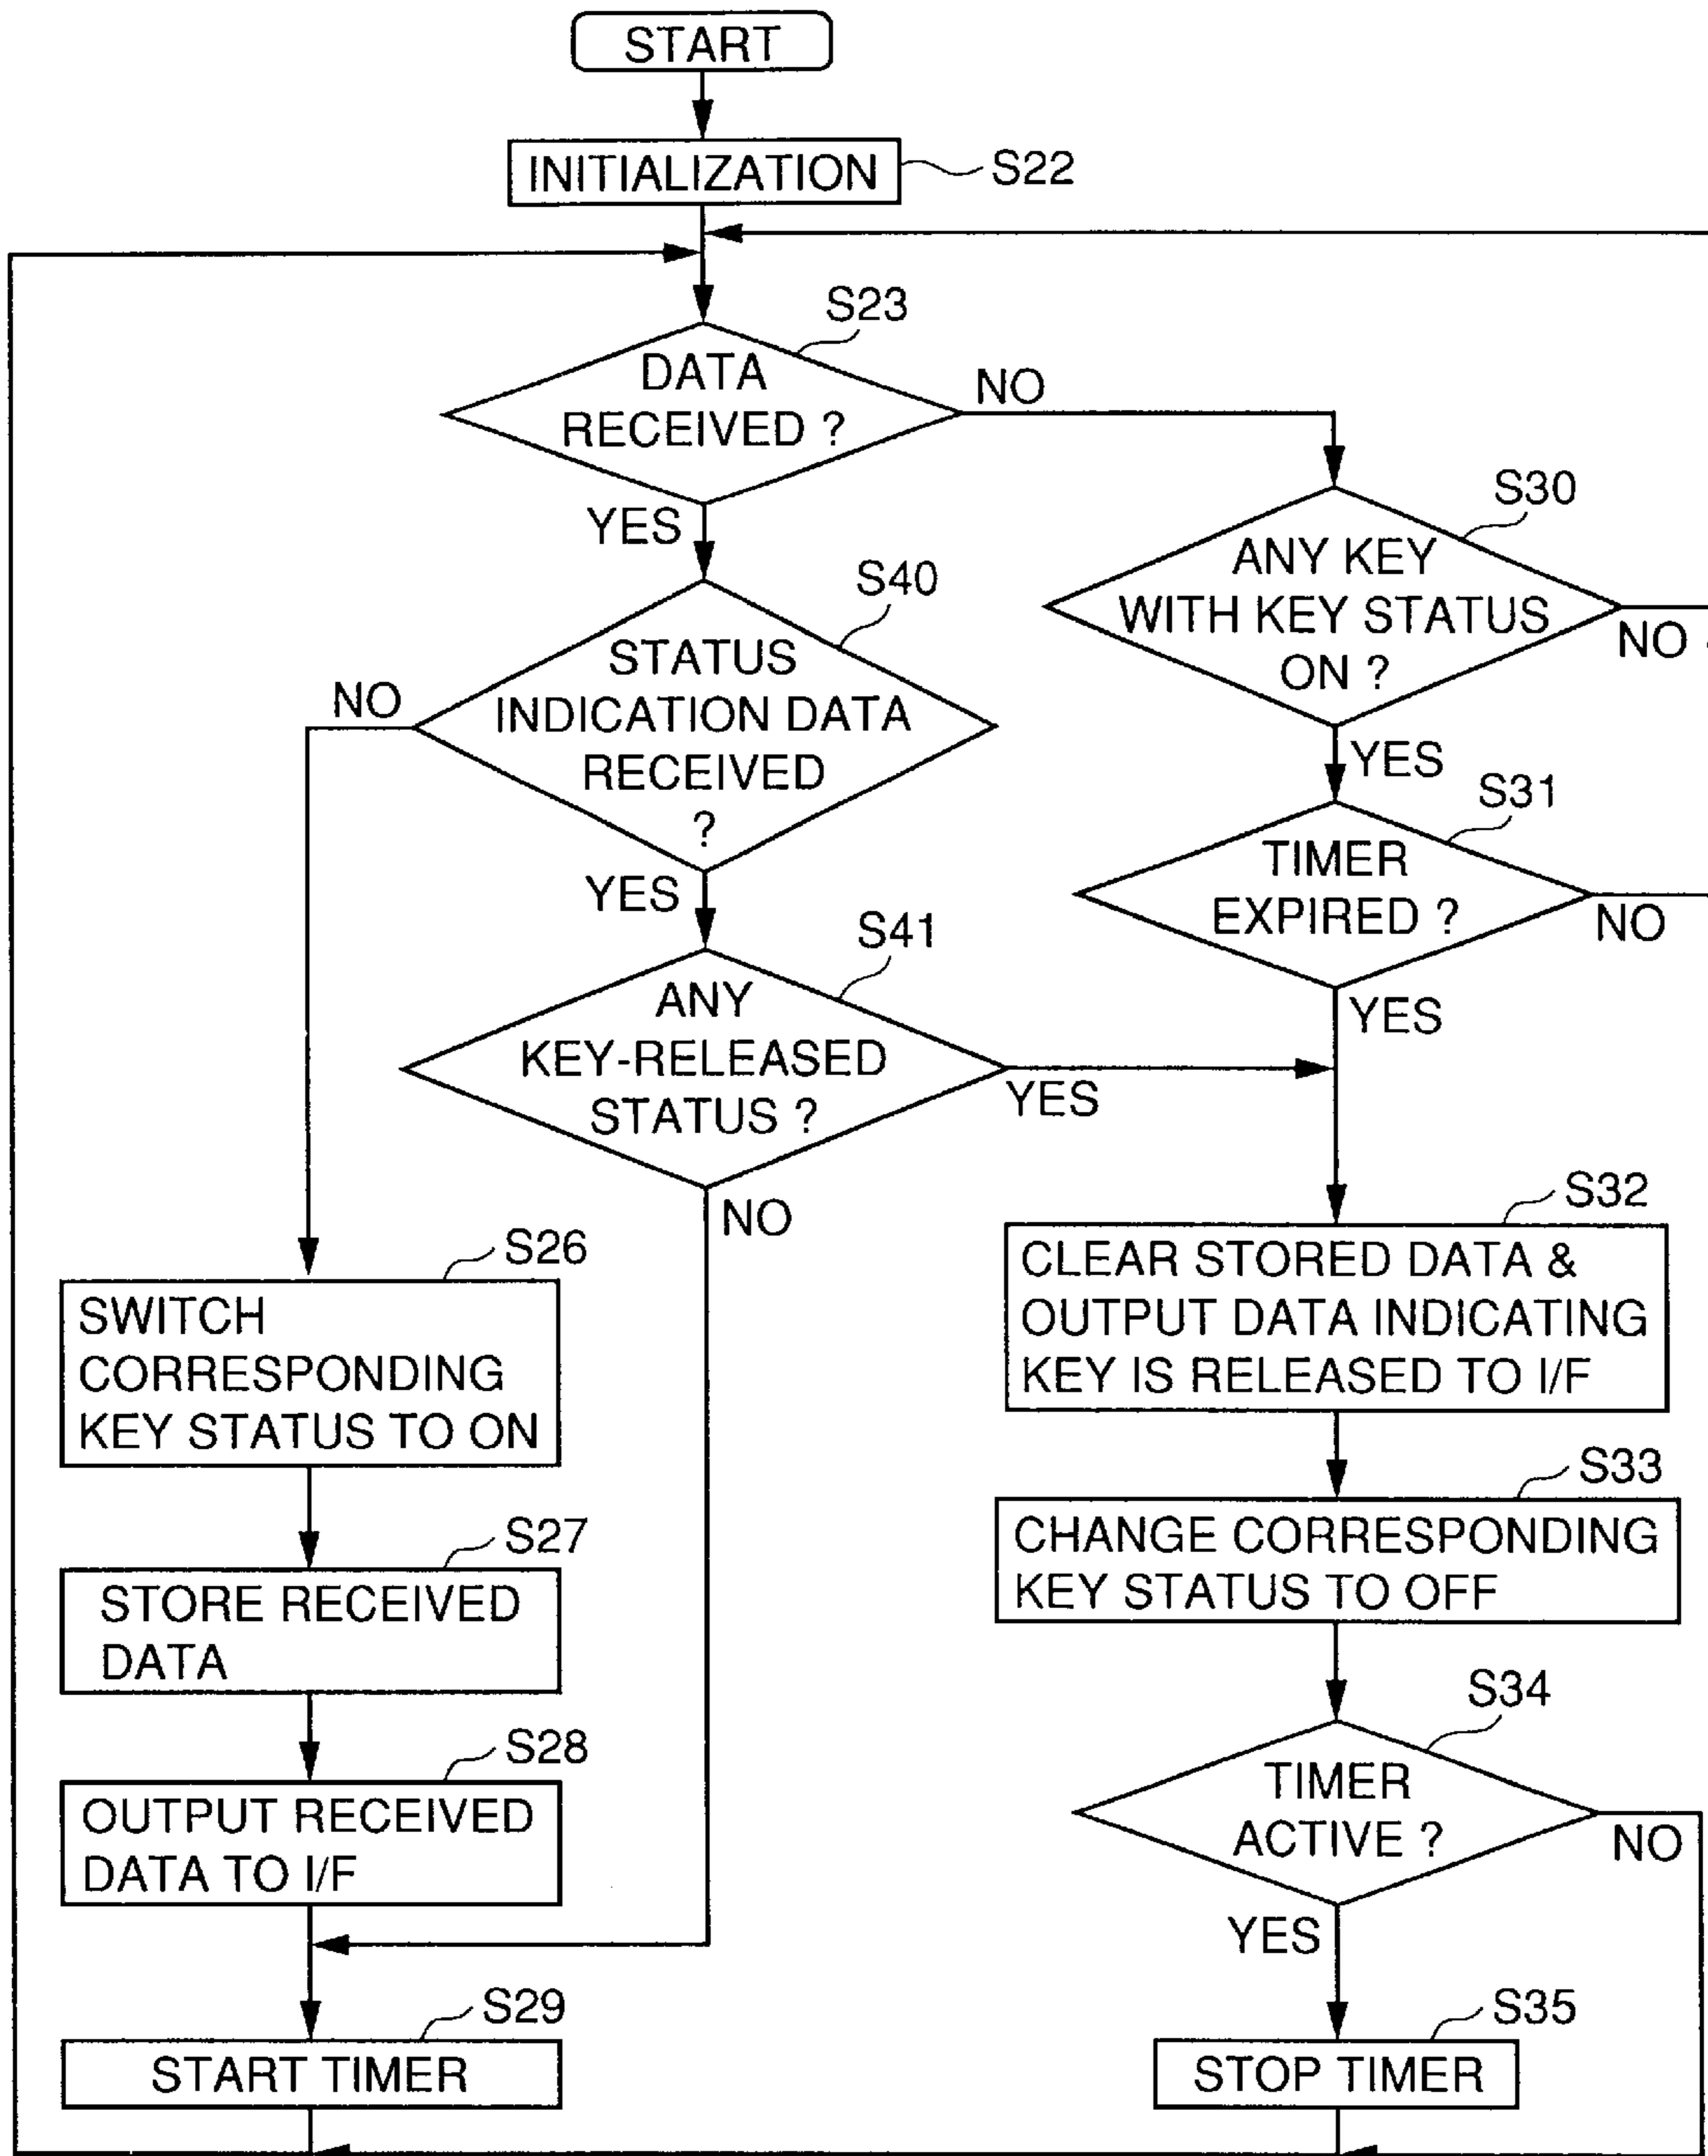 START
INITIALIZATION
S22
S23
DATA
RECEIVED ?
NO
YES
S30
ANY KEY
WITH KEY STATUS
ON ?
NO
YES
S40
STATUS
INDICATION DATA
RECEIVED
?
NO
YES
S31
TIMER
EXPIRED ?
NO
YES
S41
ANY
KEY-RELEASED
STATUS ?
YES
NO
S26
SWITCH
CORRESPONDING
KEY STATUS TO ON
S27
STORE RECEIVED
DATA
S28
OUTPUT RECEIVED
DATA TO I/F
S29
START TIMER
S32
CLEAR STORED DATA &
OUTPUT DATA INDICATING
KEY IS RELEASED TO I/F
S33
CHANGE CORRESPONDING
KEY STATUS TO OFF
S34
TIMER
ACTIVE ?
NO
YES
S35
STOP TIMER